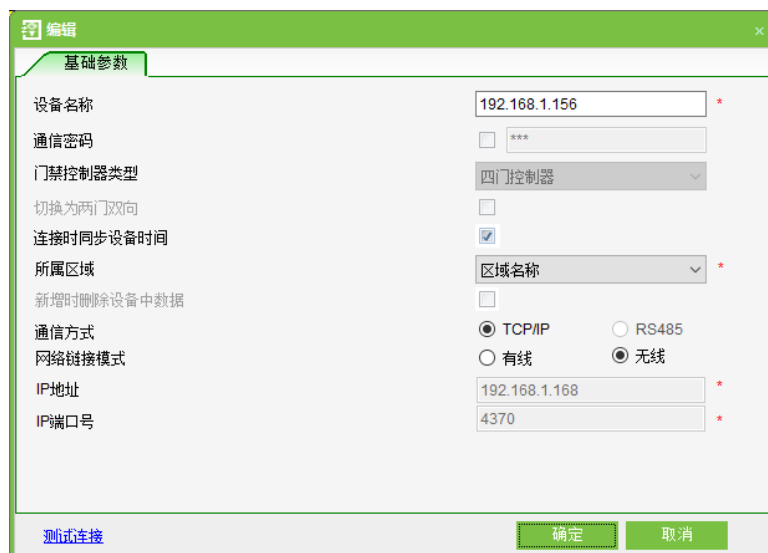 编辑
基础参数
设备名称 192.168.1.156 *
通信密码 ***
门禁控制器类型 四门控制器
切换为两门双向
连接时同步设备时间
所属区域 区域名称 *
新增时删除设备中数据
通信方式 TCP/IP RS485
网络链接模式 有线 无线
IP地址 192.168.1.168 *
IP端口号 4370 *
测试连接 确定 取消